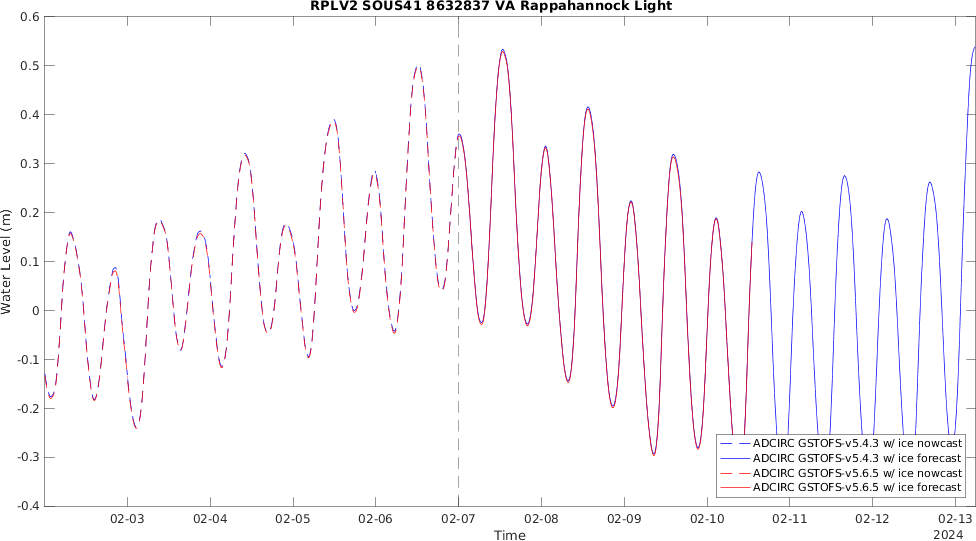 RPLV2 SOUS41 8632837 VA Rappahannock Light
0.6
0.5
0.4
0.3
0.2
0.1
0
-0.1
-0.2
-0.3
-0.4
Water Level (m)
ADCIRC GSTOFS-v5.4.3 w/ ice nowcast
ADCIRC GSTOFS-v5.4.3 w/ ice forecast
ADCIRC GSTOFS-v5.6.5 w/ ice nowcast
ADCIRC GSTOFS-v5.6.5 w/ ice forecast
02-03 02-04 02-05 02-06 02-07 02-08 02-09 02-10 02-11 02-12 02-13
Time
2024